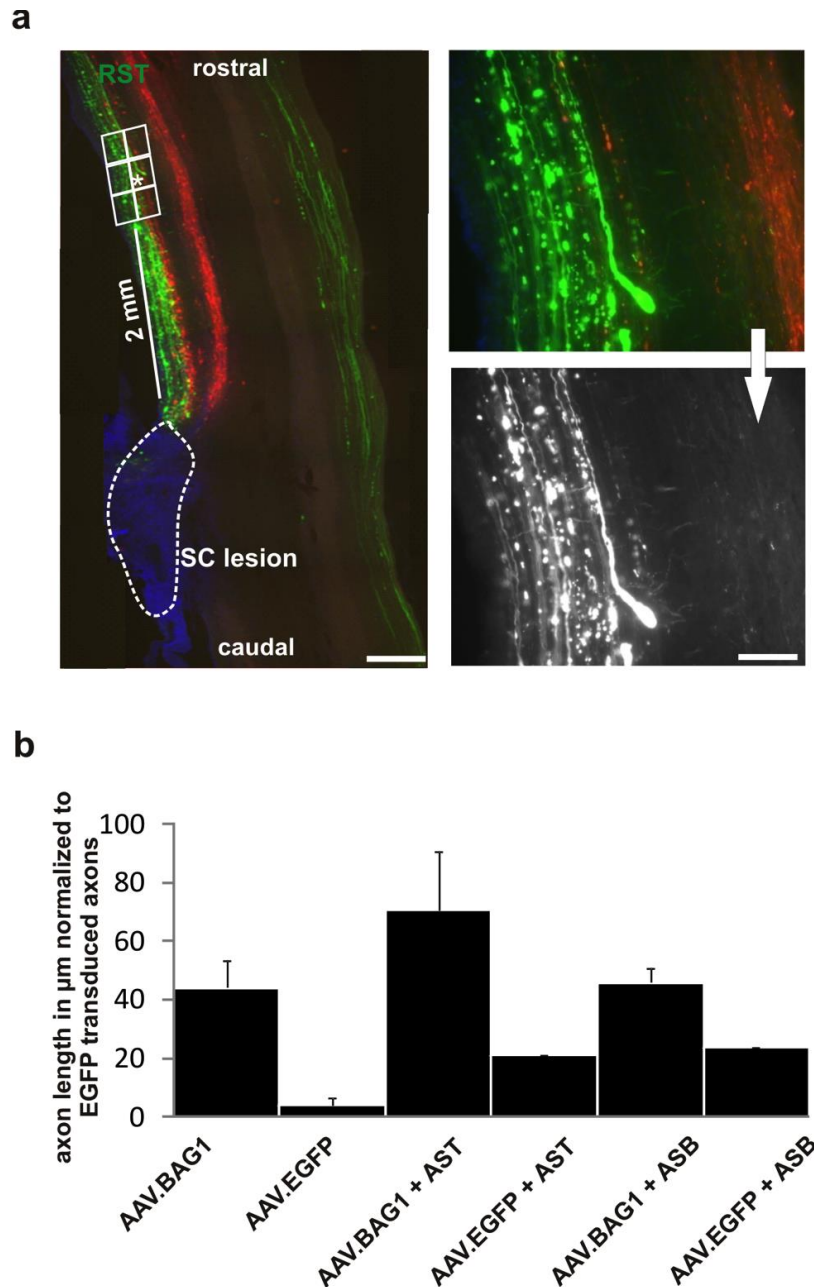 a
RST
rostral
*
2 mm
SC lesion
caudal
b
axon length in µm normalized to
EGFP transduced axons
100
80
60
40
20
0
AAV.BAG1
AAV.EGFP
AAV.BAG1 + AST
AAV.EGFP + AST
AAV.BAG1 + ASB
AAV.EGFP + ASB